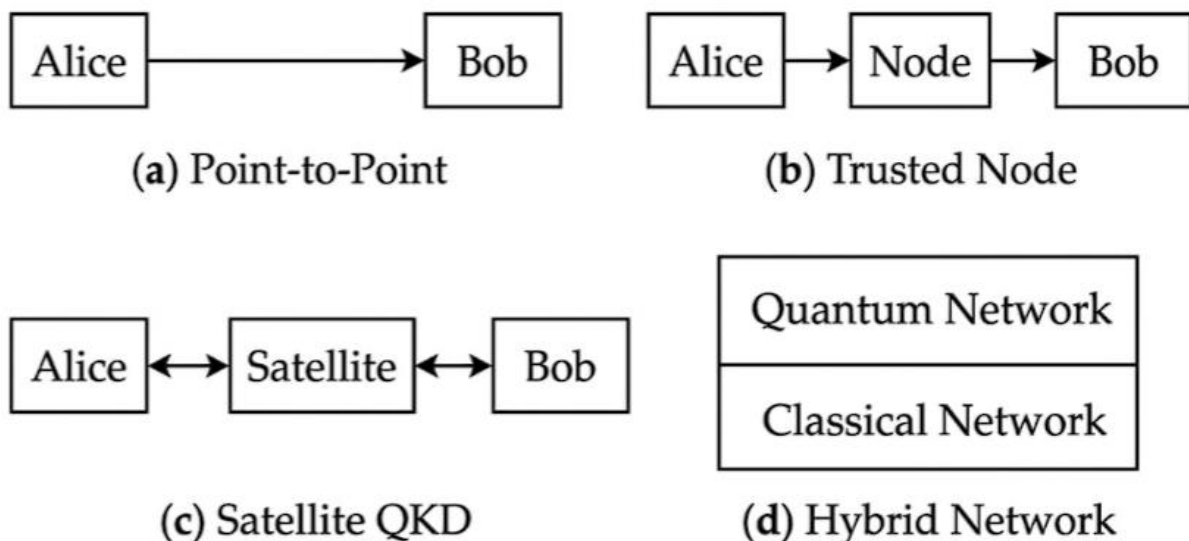 Alice
Bob
Alice
Node
Bob
(a) Point-to-Point
(b) Trusted Node
Alice
Satellite
Bob
Quantum Network
Classical Network
(c) Satellite QKD
(d) Hybrid Network